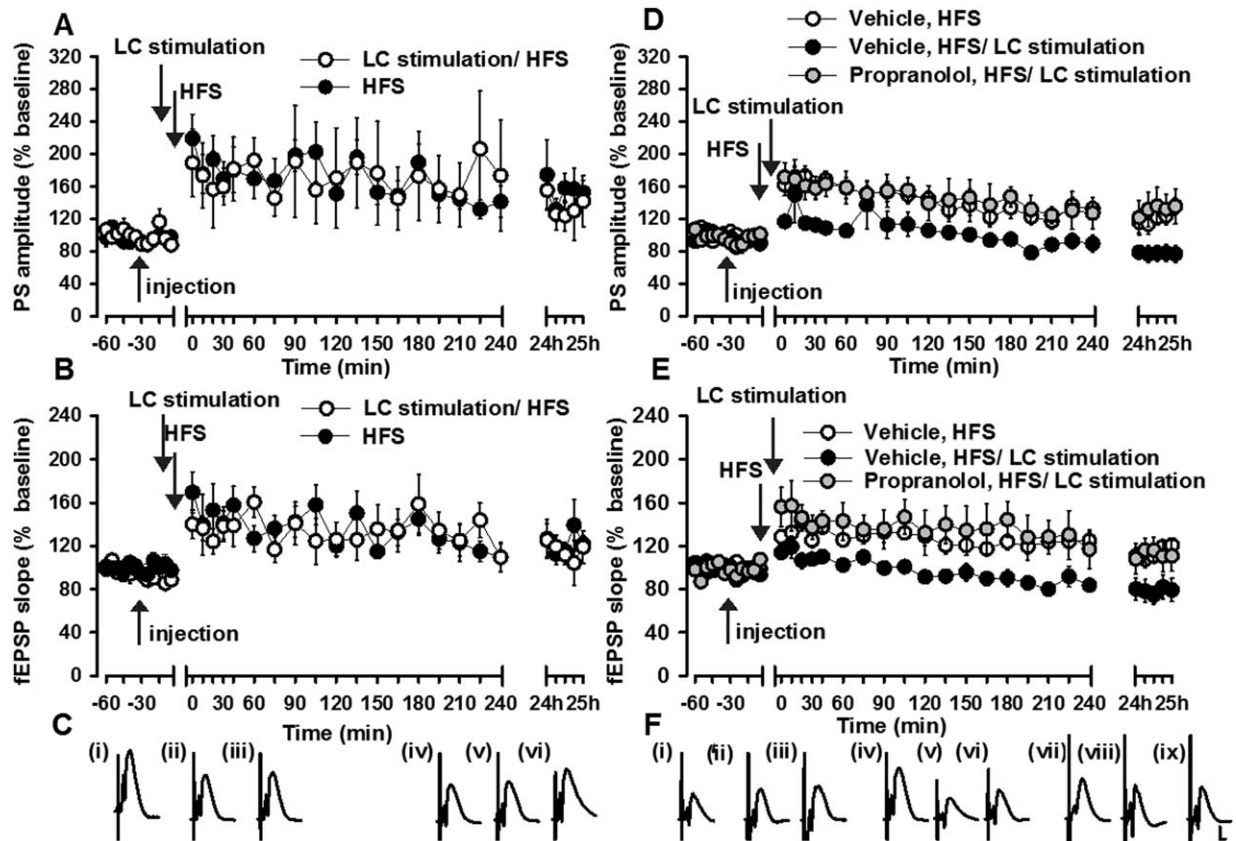 A
LC stimulation
HFS
LC stimulation/ HFS
HFS
PS amplitude (% baseline)
320
280
240
200
160
120
80
40
0
injection
-60 -30 0 30 60 90 120 150 180 210 240 24h 25h
Time (min)
B
LC stimulation
HFS
LC stimulation/ HFS
HFS
fEPSP slope (% baseline)
240
200
160
120
80
40
0
injection
-60 -30 0 30 60 90 120 150 180 210 240 24h 25h
Time (min)
C
(i) (ii) (iii) (iv) (v) (vi)
D
Vehicle, HFS
Vehicle, HFS/ LC stimulation
Propranolol, HFS/ LC stimulation
LC stimulation
HFS
PS amplitude (% baseline)
320
280
240
200
160
120
80
40
0
injection
-60 -30 0 30 60 90 120 150 180 210 240 24h 25h
Time (min)
E
LC stimulation
HFS
Vehicle, HFS
Vehicle, HFS/ LC stimulation
Propranolol, HFS/ LC stimulation
fEPSP slope (% baseline)
240
200
160
120
80
40
0
injection
-60 -30 0 30 60 90 120 150 180 210 240 24h 25h
Time (min)
F
(i) (ii) (iii) (iv) (v) (vi) (vii) (viii) (ix)